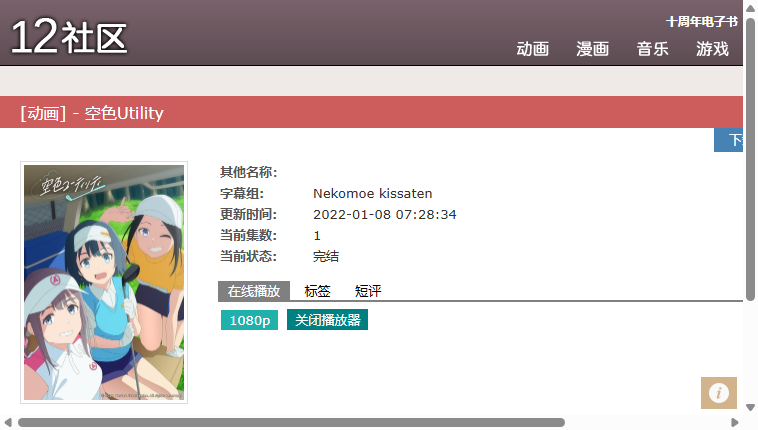 12社区
十周年电子书
动画 漫画 音乐 游戏
[动画] - 空色Utility
下
空色ユーティリティ
其他名称:
字幕组: Nekomoe kissaten
更新时间: 2022-01-08 07:28:34
当前集数: 1
当前状态: 完结
在线播放 标签 短评
1080p 关闭播放器